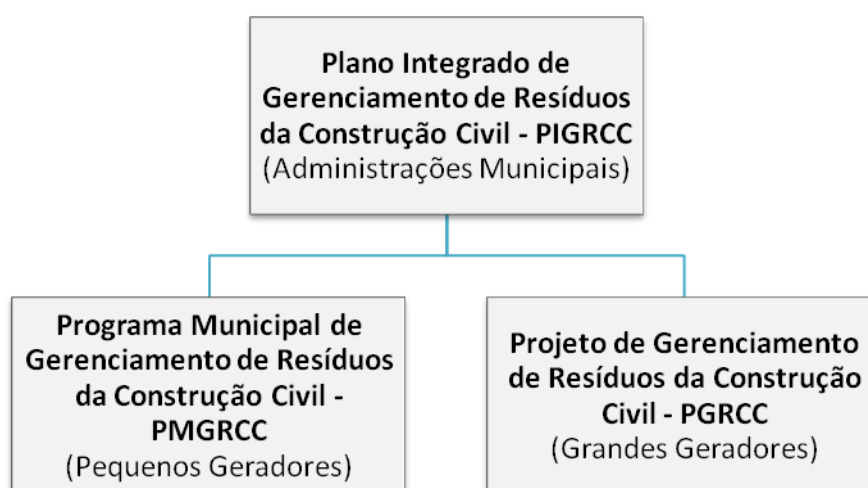 Plano Integrado de
Gerenciamento de Resíduos
da Construção Civil - PIGRCC
(Administrações Municipais)
Programa Municipal de
Gerenciamento de Resíduos
da Construção Civil -
PMGRCC
(Pequenos Geradores)
Projeto de Gerenciamento
de Resíduos da Construção
Civil - PGRCC
(Grandes Geradores)